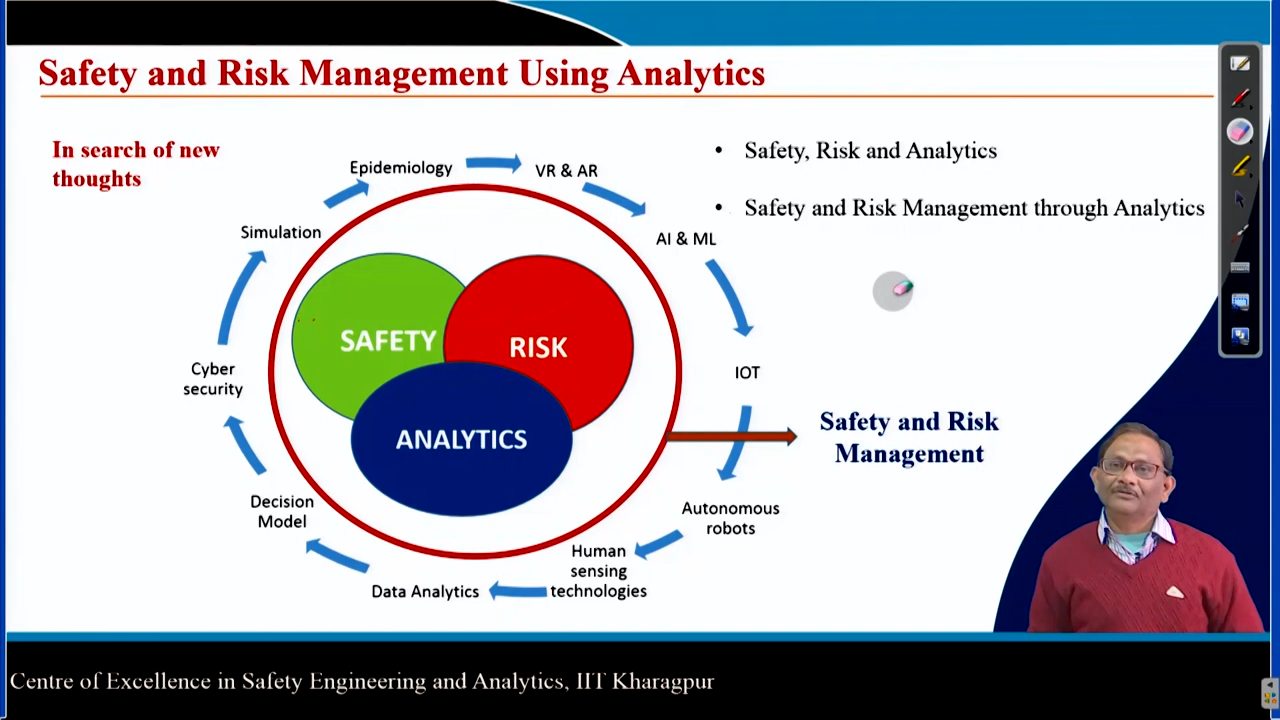 Safety and Risk Management Using Analytics
In search of new
thoughts
Epidemiology
VR & AR
AI & ML
IOT
Autonomous
robots
Human
sensing
technologies
Data Analytics
Decision
Model
Cyber
security
Simulation
SAFETY
RISK
ANALYTICS
• Safety, Risk and Analytics
• Safety and Risk Management through Analytics
Safety and Risk
Management
Centre of Excellence in Safety Engineering and Analytics, IIT Kharagpur